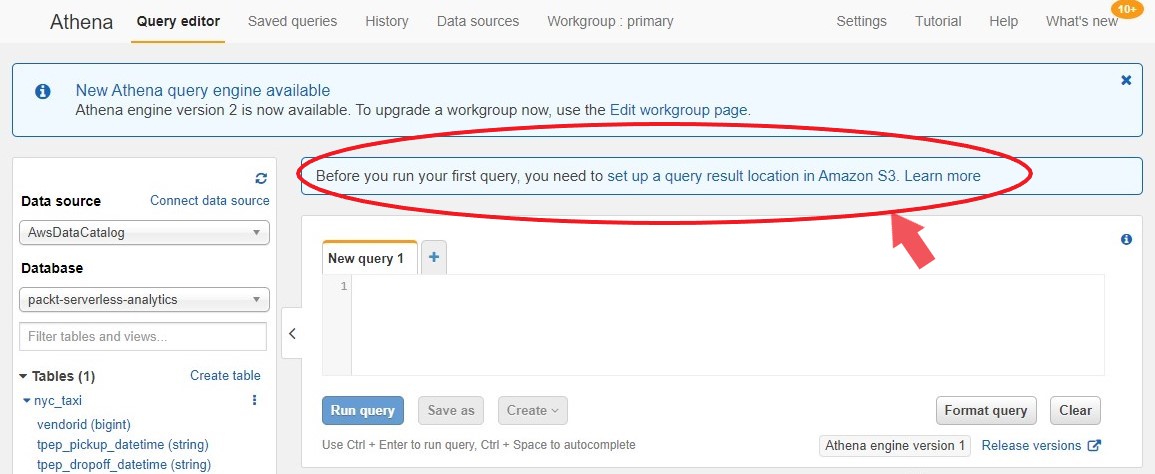 Athena Query editor Saved queries History Data sources Workgroup : primary Settings Tutorial Help What's new 10+
New Athena query engine available
Athena engine version 2 is now available. To upgrade a workgroup now, use the Edit workgroup page.
Before you run your first query, you need to set up a query result location in Amazon S3. Learn more
Data source Connect data source
AwsDataCatalog
Database
packt-serverless-analytics
Filter tables and views...
Tables (1) Create table
nyc_taxi
vendorid (bigint)
tpep_pickup_datetime (string)
tpep_dropoff_datetime (string)
New query 1 +
1
Run query Save as Create Format query Clear
Use Ctrl + Enter to run query, Ctrl + Space to autocomplete Athena engine version 1 Release versions